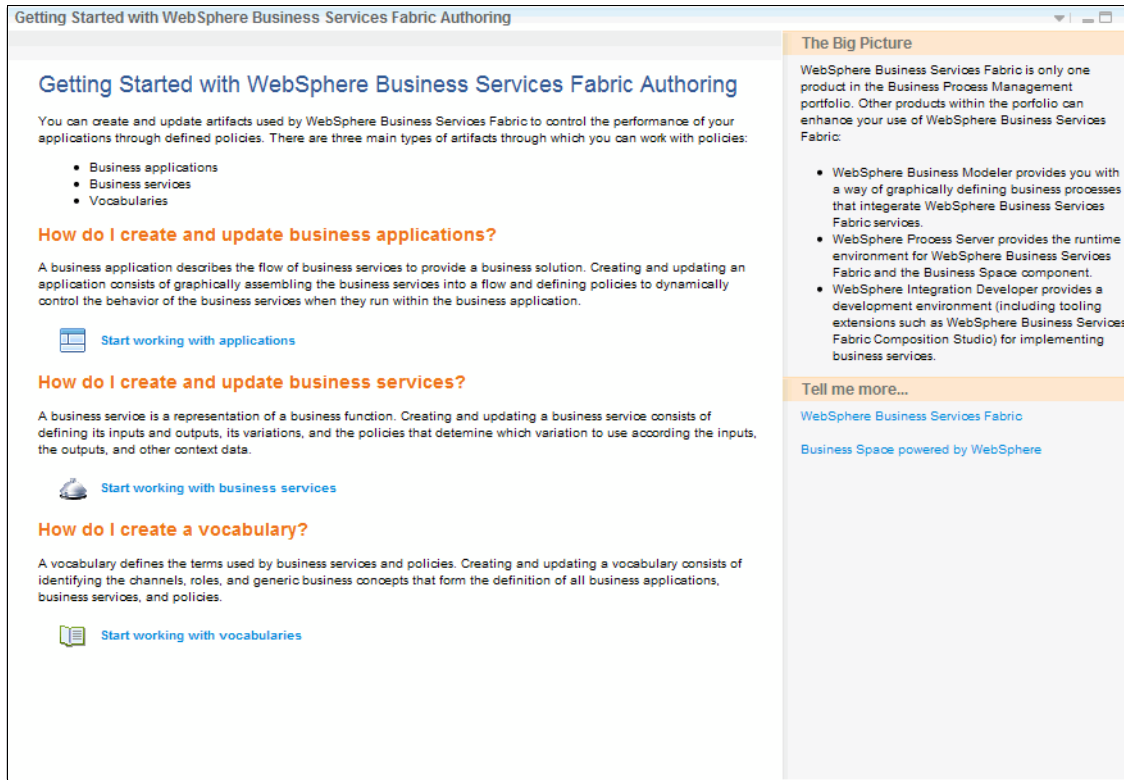 Getting Started with WebSphere Business Services Fabric Authoring
Getting Started with WebSphere Business Services Fabric Authoring
You can create and update artifacts used by WebSphere Business Services Fabric to control the performance of your
applications through defined policies. There are three main types of artifacts through which you can work with policies:
• Business applications
• Business services
• Vocabularies
How do I create and update business applications?
A business application describes the flow of business services to provide a business solution. Creating and updating an
application consists of graphically assembling the business services into a flow and defining policies to dynamically
control the behavior of the business services when they run within the business application.
Start working with applications
How do I create and update business services?
A business service is a representation of a business function. Creating and updating a business service consists of
defining its inputs and outputs, its variations, and the policies that detemine which variation to use according the inputs,
the outputs, and other context data.
Start working with business services
How do I create a vocabulary?
A vocabulary defines the terms used by business services and policies. Creating and updating a vocabulary consists of
identifying the channels, roles, and generic business concepts that form the definition of all business applications,
business services, and policies.
Start working with vocabularies
The Big Picture
WebSphere Business Services Fabric is only one
product in the Business Process Management
portfolio. Other products within the porfolio can
enhance your use of WebSphere Business Services
Fabric:
• WebSphere Business Modeler provides you with
a way of graphically defining business processes
that integerate WebSphere Business Services
Fabric services.
• WebSphere Process Server provides the runtime
environment for WebSphere Business Services
Fabric and the Business Space component.
• WebSphere Integration Developer provides a
development environment (including tooling
extensions such as WebSphere Business Services
Fabric Composition Studio) for implementing
business services.
Tell me more...
WebSphere Business Services Fabric
Business Space powered by WebSphere